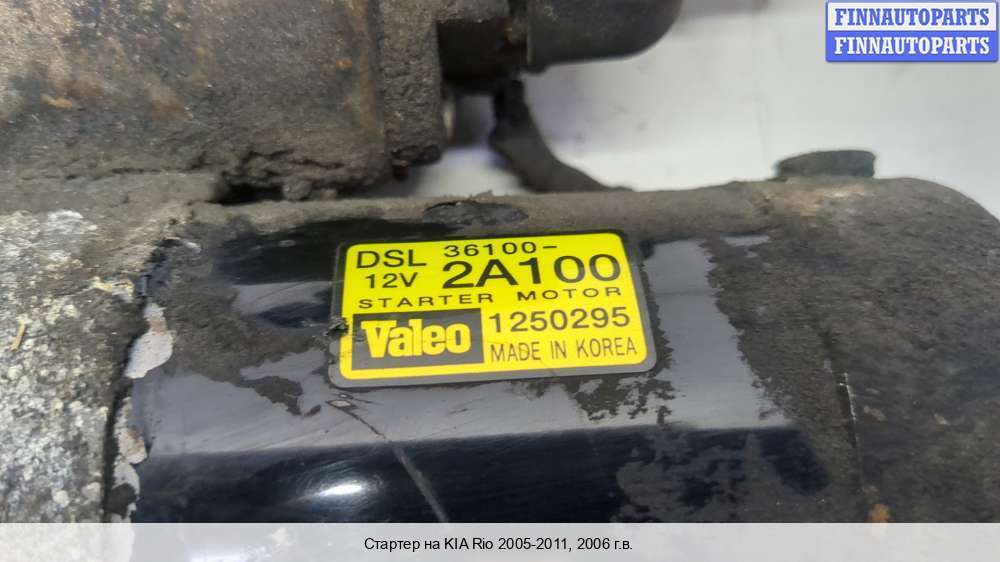 FINNAUTOPARTS
FINNAUTOPARTS
DSL 36100-
12V 2A100
STARTER MOTOR
Valeo 1250295
MADE IN KOREA
Стартер на KIA Rio 2005-2011, 2006 г.в.